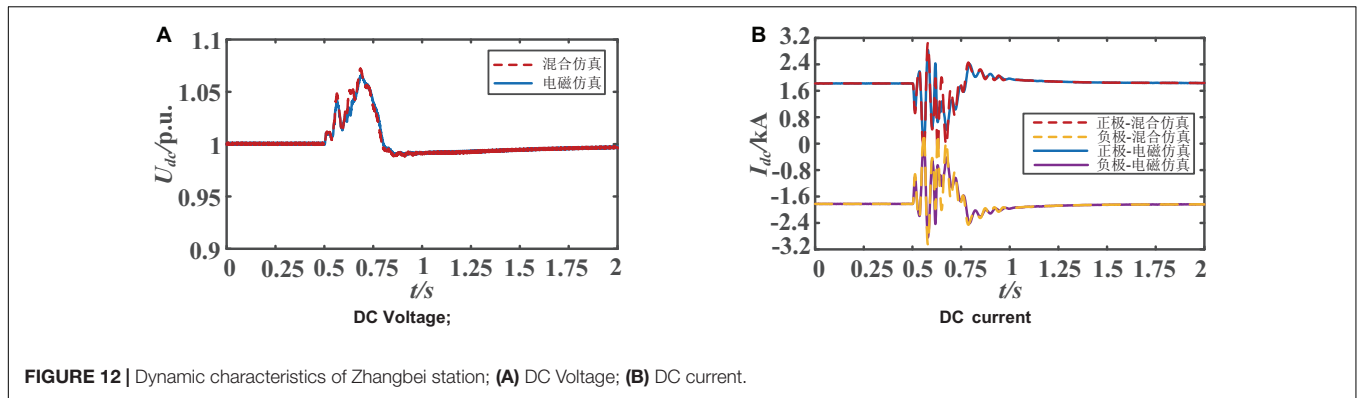 A
1.1
1.05
1
0.95
0.9
U_dc/p.u.
混合仿真
电磁仿真
0 0.25 0.5 0.75 1 1.25 1.5 1.75 2
t/s
DC Voltage;
B
3.2
2.4
1.6
0.8
0
-0.8
-1.6
-2.4
-3.2
I_dc/kA
正极-混合仿真
负极-混合仿真
正极-电磁仿真
负极-电磁仿真
0 0.25 0.5 0.75 1 1.25 1.5 1.75 2
t/s
DC current
FIGURE 12 | Dynamic characteristics of Zhangbei station; (A) DC Voltage; (B) DC current.